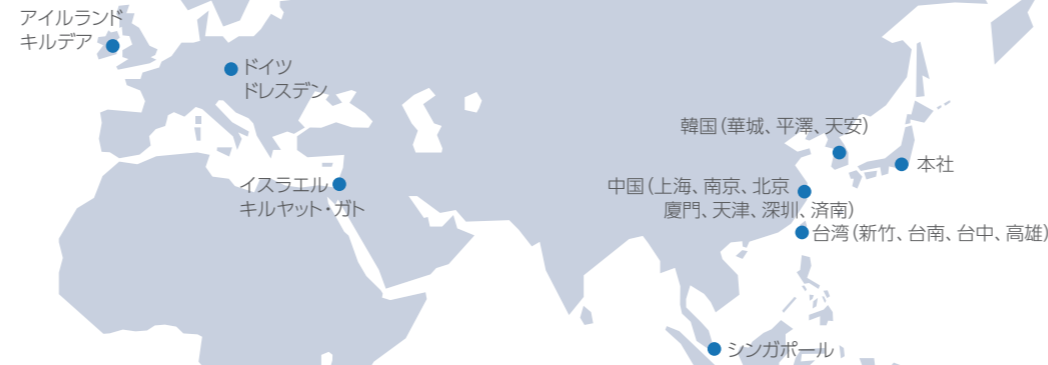 アイルランド
キルデア
ドイツ
ドレスデン
イスラエル
キルヤット・ガト
韓国(華城、平澤、天安)
本社
中国(上海、南京、北京
廈門、天津、深圳、済南)
台湾(新竹、台南、台中、高雄)
シンガポール